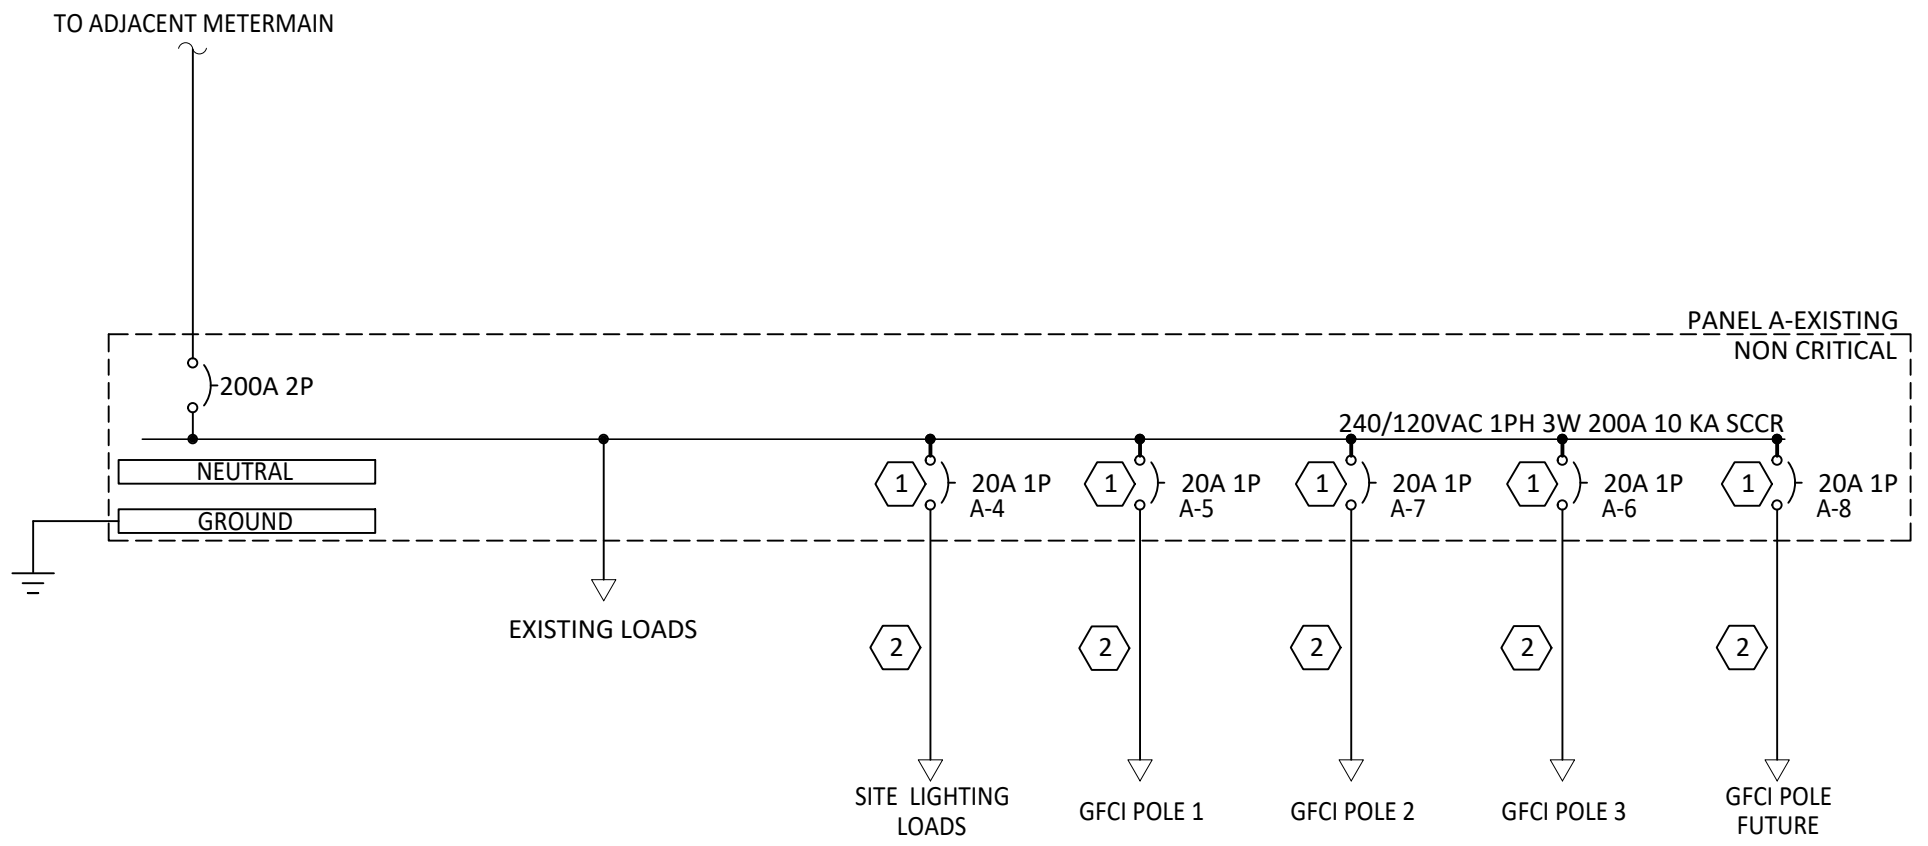 TO ADJACENT METERMAIN
PANEL A-EXISTING
NON CRITICAL
200A 2P
240/120VAC 1PH 3W 200A 10 KA SCCR
NEUTRAL
GROUND
1
20A 1P
A-4
1
20A 1P
A-5
1
20A 1P
A-7
1
20A 1P
A-6
1
20A 1P
A-8
EXISTING LOADS
2
2
2
2
2
SITE LIGHTING
LOADS
GFCI POLE 1
GFCI POLE 2
GFCI POLE 3
GFCI POLE
FUTURE